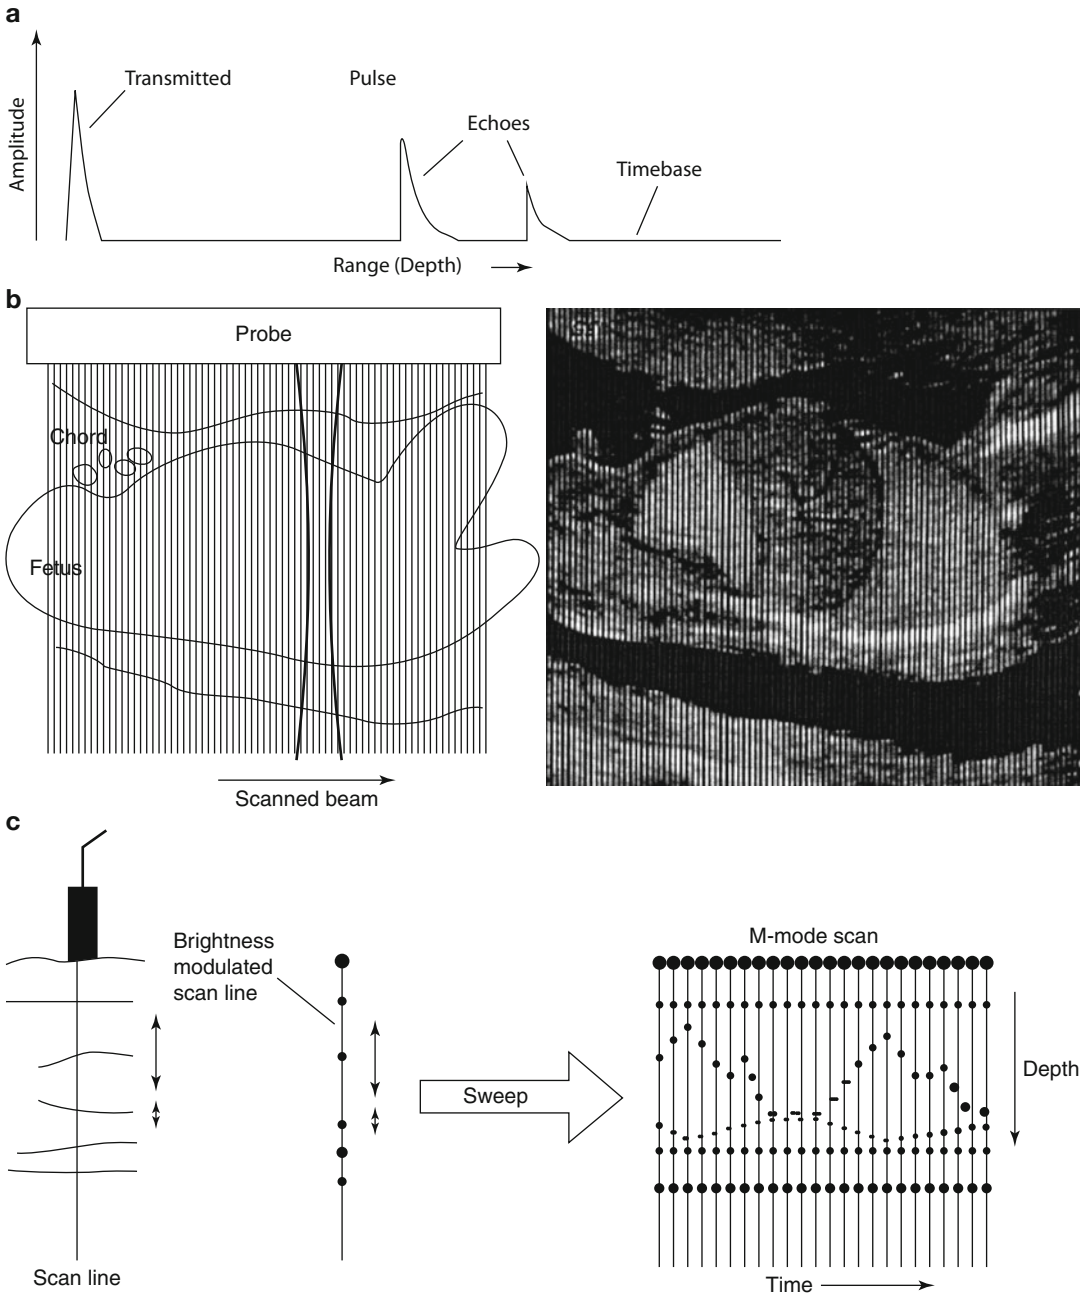 a
Transmitted
Pulse
Echoes
Timebase
Amplitude
Range (Depth)
b
Probe
Chord
Fetus
Scanned beam
c
Brightness
modulated
scan line
M-mode scan
Sweep
Depth
Scan line
Time